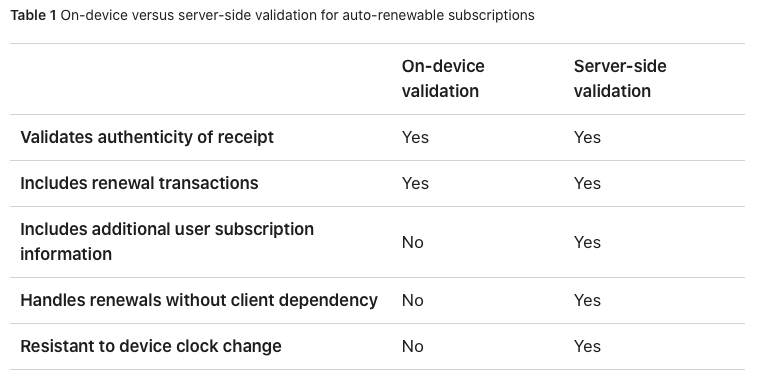 Table 1 On-device versus server-side validation for auto-renewable subscriptions
On-device validation Server-side validation
Validates authenticity of receipt Yes Yes
Includes renewal transactions Yes Yes
Includes additional user subscription information No Yes
Handles renewals without client dependency No Yes
Resistant to device clock change No Yes